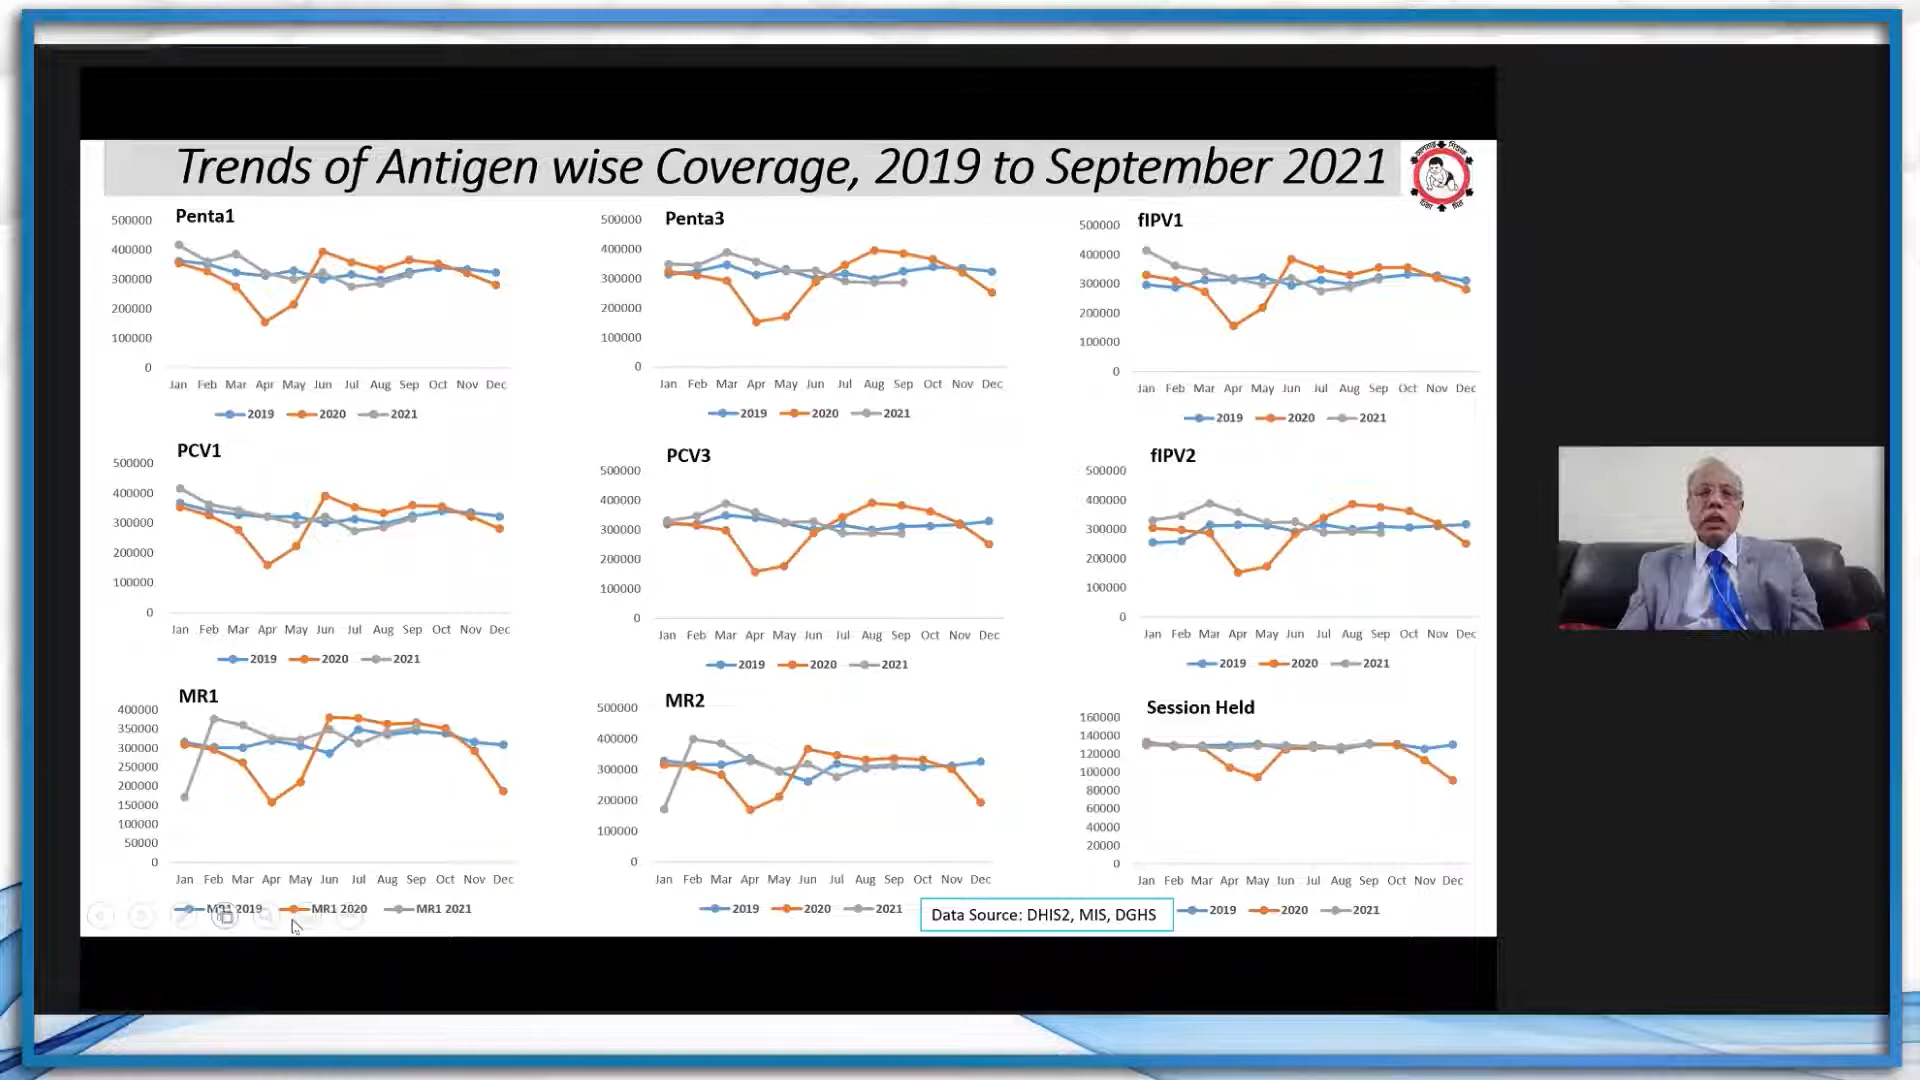 Trends of Antigen wise Coverage, 2019 to September 2021
Penta1
500000
400000
300000
200000
100000
0
Jan Feb Mar Apr May Jun Jul Aug Sep Oct Nov Dec
2019 2020 2021
Penta3
500000
400000
300000
200000
100000
0
Jan Feb Mar Apr May Jun Jul Aug Sep Oct Nov Dec
2019 2020 2021
fIPV1
500000
400000
300000
200000
100000
0
Jan Feb Mar Apr May Jun Jul Aug Sep Oct Nov Dec
2019 2020 2021
PCV1
500000
400000
300000
200000
100000
0
Jan Feb Mar Apr May Jun Jul Aug Sep Oct Nov Dec
2019 2020 2021
PCV3
500000
400000
300000
200000
100000
0
Jan Feb Mar Apr May Jun Jul Aug Sep Oct Nov Dec
2019 2020 2021
fIPV2
500000
400000
300000
200000
100000
0
Jan Feb Mar Apr May Jun Jul Aug Sep Oct Nov Dec
2019 2020 2021
MR1
400000
350000
300000
250000
200000
150000
100000
50000
0
Jan Feb Mar Apr May Jun Jul Aug Sep Oct Nov Dec
MR1 2019 MR1 2020 MR1 2021
MR2
500000
400000
300000
200000
100000
0
Jan Feb Mar Apr May Jun Jul Aug Sep Oct Nov Dec
2019 2020 2021
Session Held
160000
140000
120000
100000
80000
60000
40000
20000
0
Jan Feb Mar Apr May Jun Jul Aug Sep Oct Nov Dec
2019 2020 2021
Data Source: DHIS2, MIS, DGHS